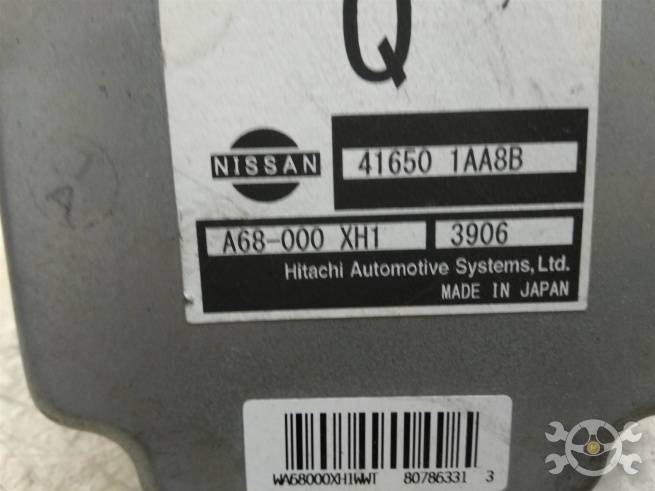 Q
NISSAN
41650 1AA8B
A68-000 XH1 3906
Hitachi Automotive Systems, Ltd.
MADE IN JAPAN
WA68000XH1WWT 80786331 3